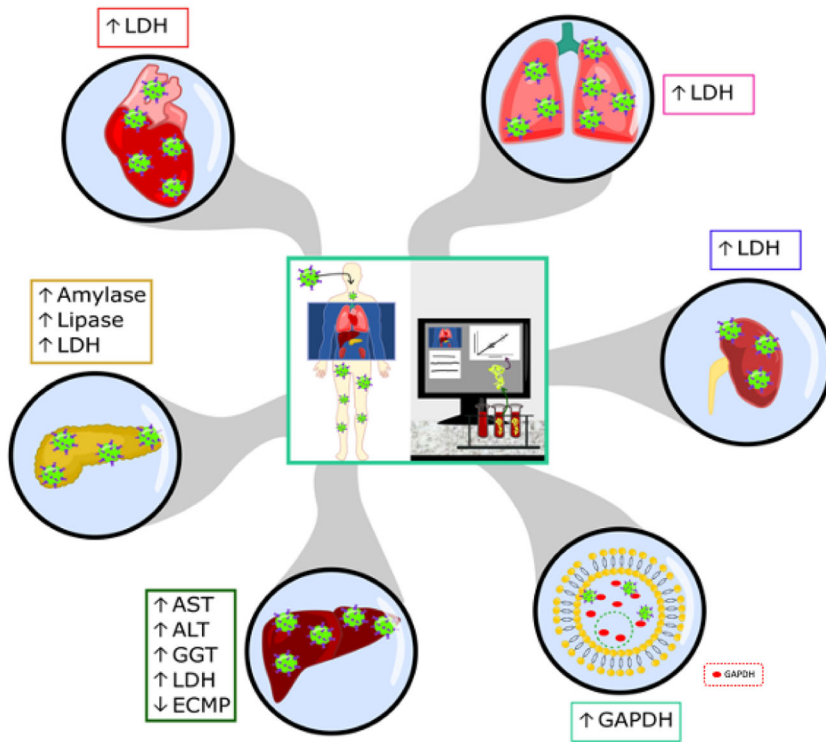 ↑ LDH
↑ LDH
↑ LDH
↑ Amylase
↑ Lipase
↑ LDH
↑ AST
↑ ALT
↑ GGT
↑ LDH
↓ ECMP
GAPDH
↑ GAPDH